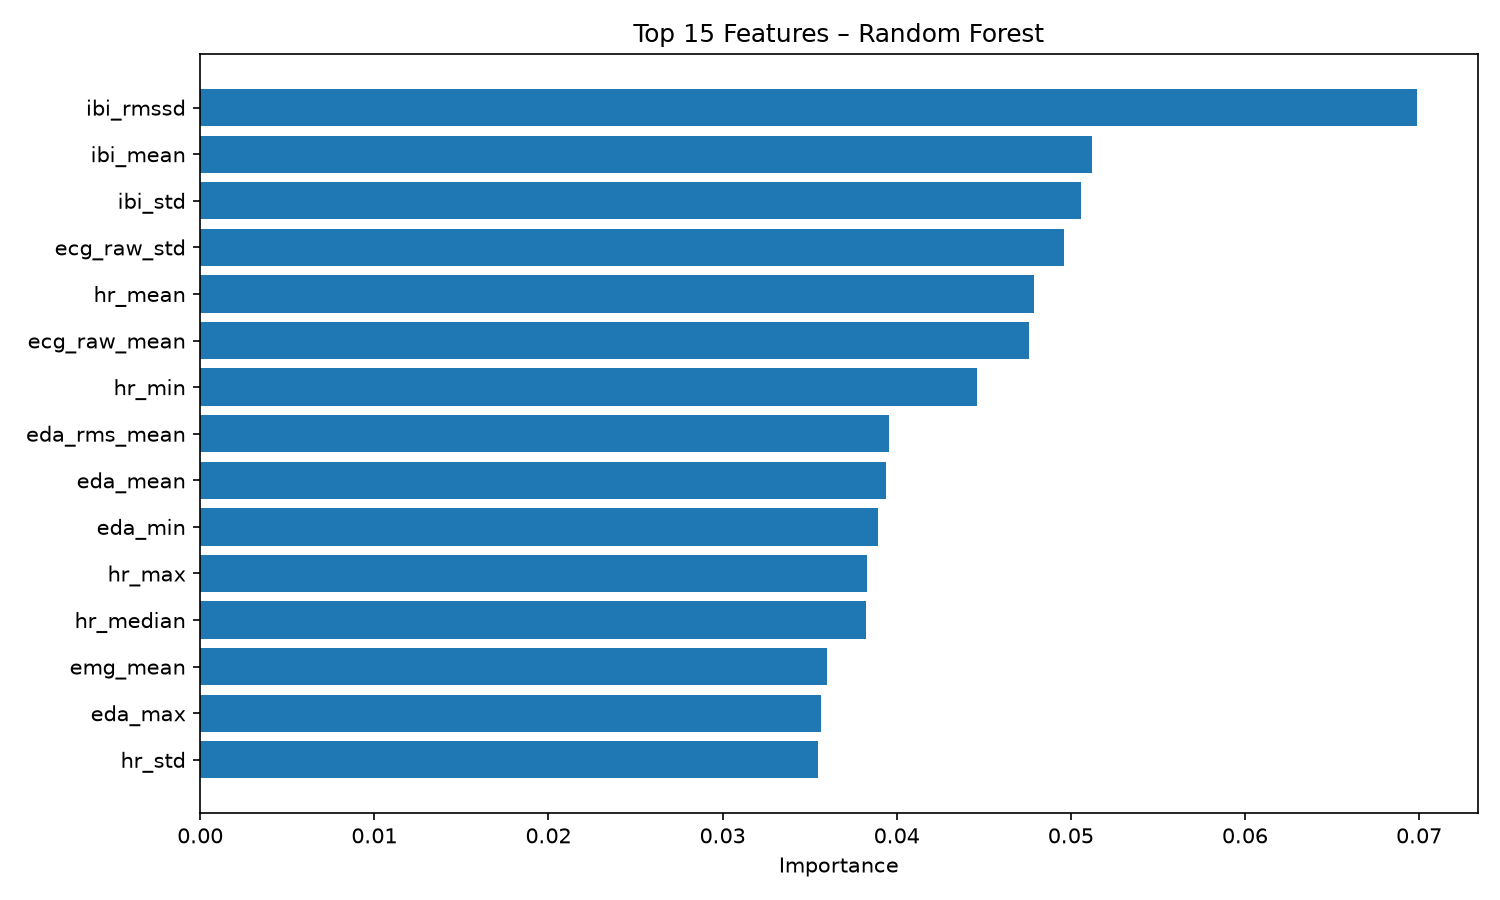 Top 15 Features – Random Forest
ibi_rmssd
ibi_mean
ibi_std
ecg_raw_std
hr_mean
ecg_raw_mean
hr_min
eda_rms_mean
eda_mean
eda_min
hr_max
hr_median
emg_mean
eda_max
hr_std
0.00 0.01 0.02 0.03 0.04 0.05 0.06 0.07
Importance